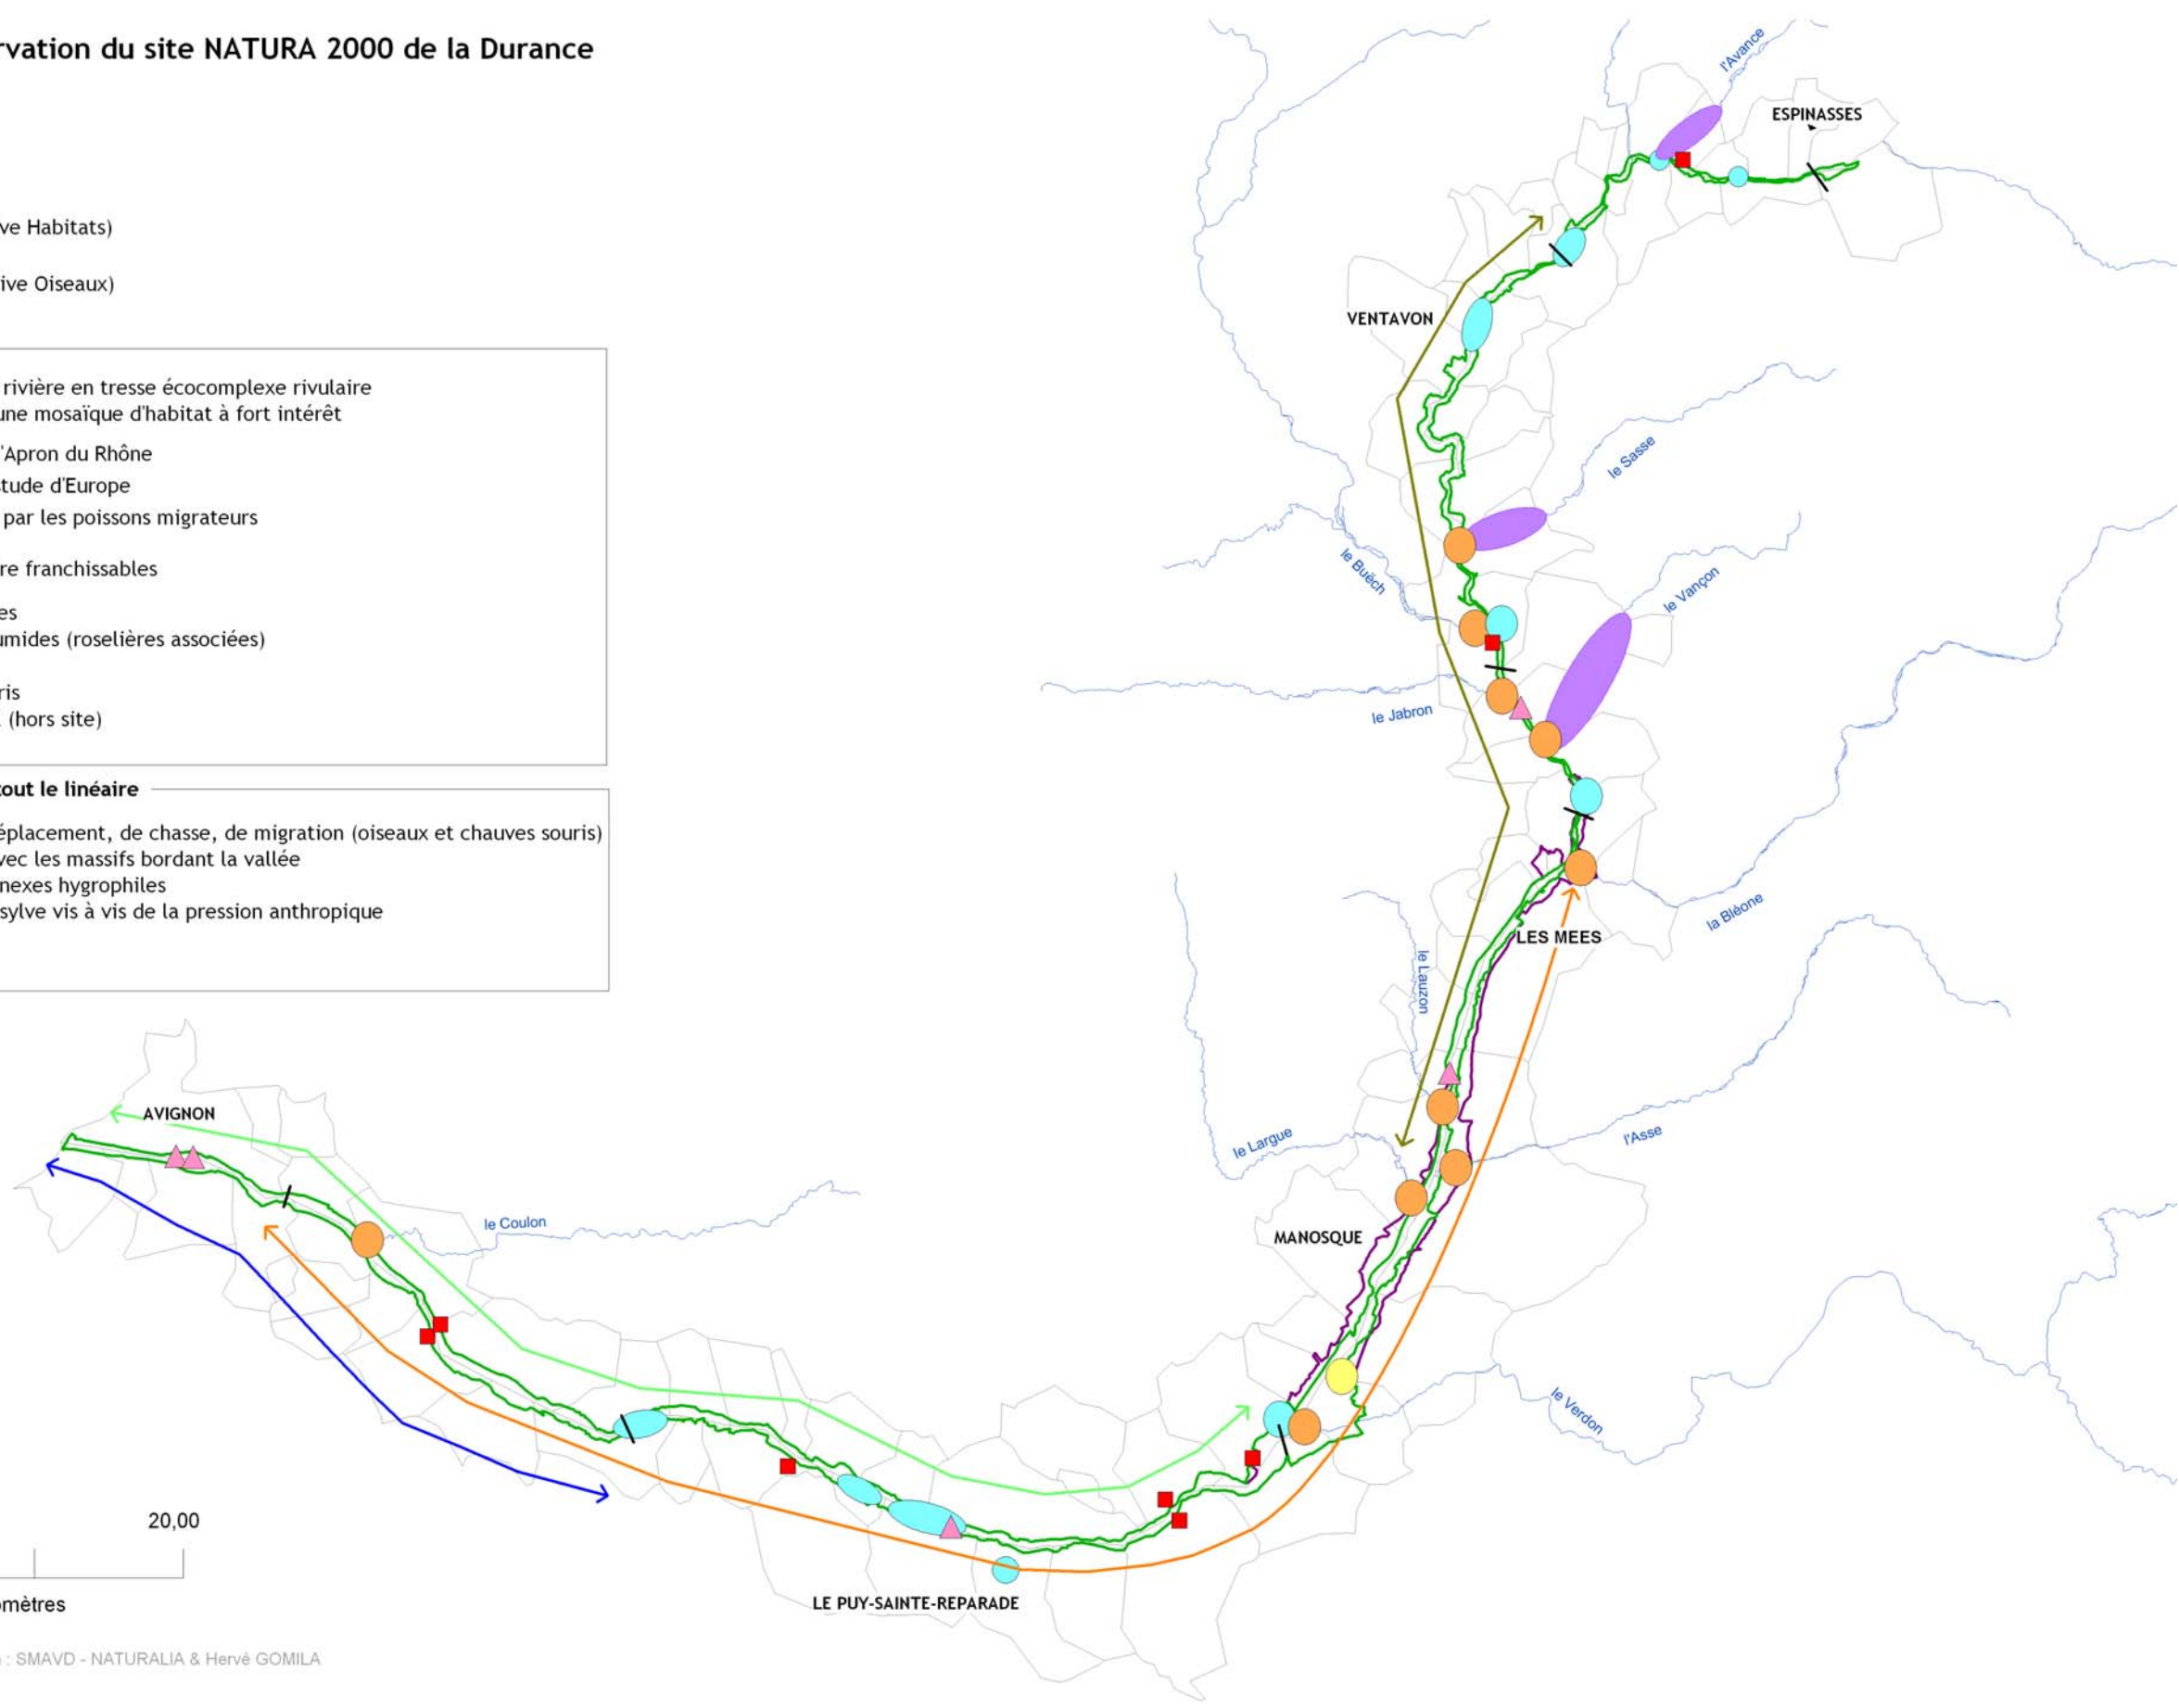 rvation du site NATURA 2000 de la Durance
ve Habitats)
ive Oiseaux)
rivière en tresse écocomplexe rivulaire
une mosaïque d'habitat à fort intérêt
'Apron du Rhône
tude d'Europe
par les poissons migrateurs
re franchissables
es
umides (roselières associées)
ris
(hors site)
tout le linéaire
éplacement, de chasse, de migration (oiseaux et chauves souris)
vec les massifs bordant la vallée
nexes hygrophiles
sylve vis à vis de la pression anthropique
l'Avance
ESPINASSES
VENTAVON
le Sasse
le Buëch
le Vançon
le Jabron
la Bléone
LES MEES
le Lauzon
AVIGNON
le Largue
l'Asse
le Coulon
MANOSQUE
le Verdon
20,00
omètres
LE PUY-SAINTE-REPARADE
: SMAVD - NATURALIA & Hervé GOMILA